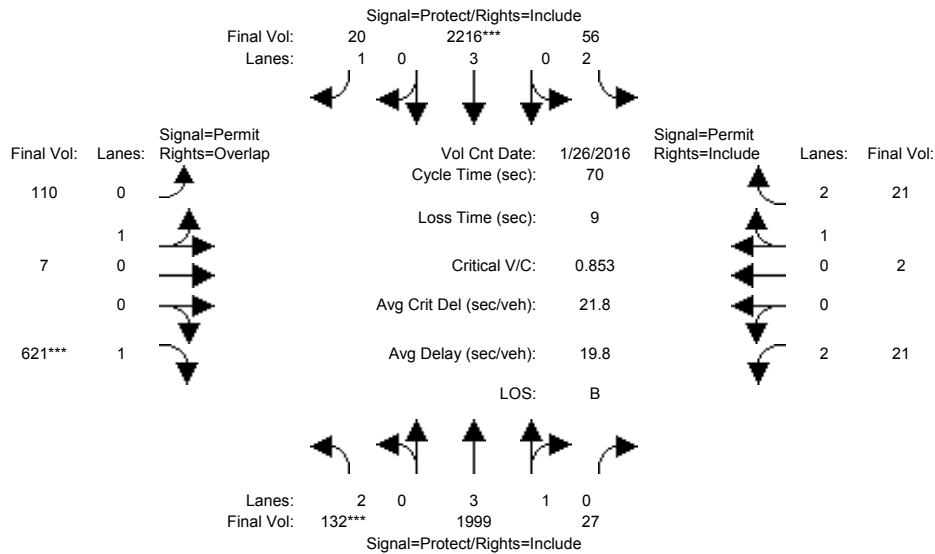 Signal=Protect/Rights=Include
Final Vol: 20 2216*** 56
Lanes: 1 0 3 0 2
Signal=Permit
Rights=Overlap
Final Vol: Lanes:
110 0
1
7 0
0
621*** 1
Vol Cnt Date: 1/26/2016
Cycle Time (sec): 70
Loss Time (sec): 9
Critical V/C: 0.853
Avg Crit Del (sec/veh): 21.8
Avg Delay (sec/veh): 19.8
LOS: B
Signal=Permit
Rights=Include
Lanes: Final Vol:
2 21
1
0 2
0
2 21
Lanes: 2 0 3 1 0
Final Vol: 132*** 1999 27
Signal=Protect/Rights=Include